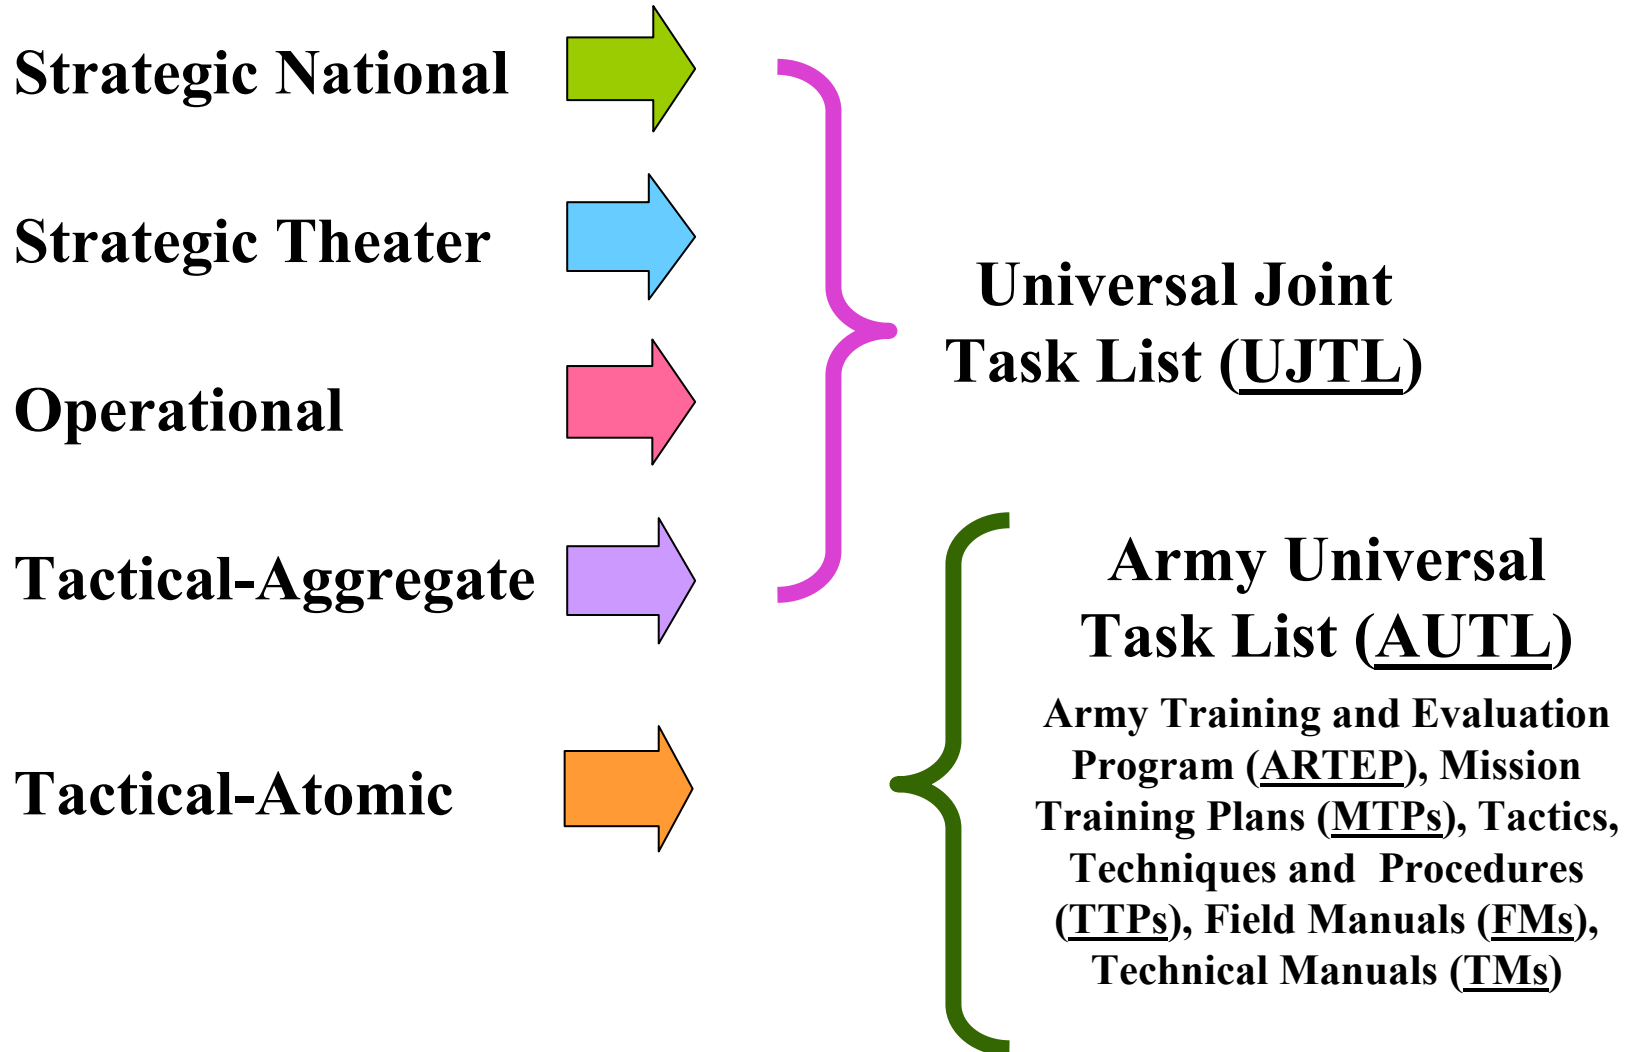 Strategic National
Strategic Theater
Operational
Tactical-Aggregate
Tactical-Atomic
Universal Joint
Task List (UJTL)
Army Universal
Task List (AUTL)
Army Training and Evaluation
Program (ARTEP), Mission
Training Plans (MTPs), Tactics,
Techniques and Procedures
(TTPs), Field Manuals (FMs),
Technical Manuals (TMs)